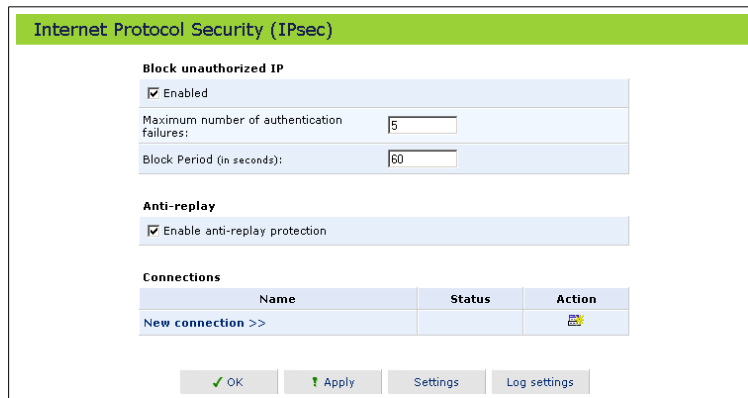 Internet Protocol Security (IPsec)
Block unauthorized IP
Enabled
Maximum number of authentication
failures:
5
Block Period (in seconds):
60
Anti-replay
Enable anti-replay protection
Connections
Name Status Action
New connection >>
OK Apply Settings Log settings